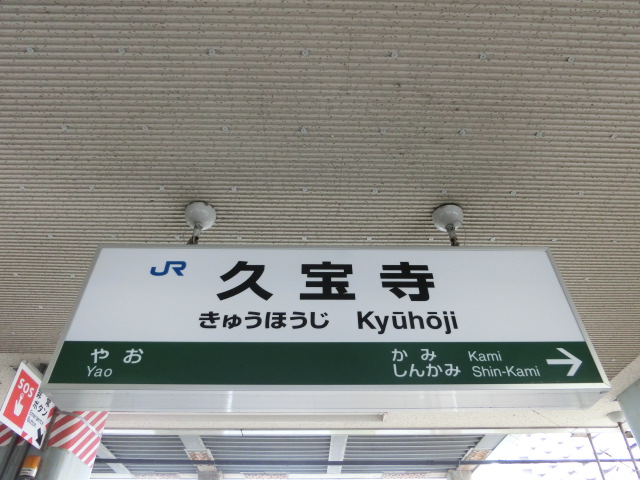 JR 久宝寺
きゅうほうじ Kyūhōji
やお
Yao
かみ Kami
しんかみ Shin-Kami
SOS